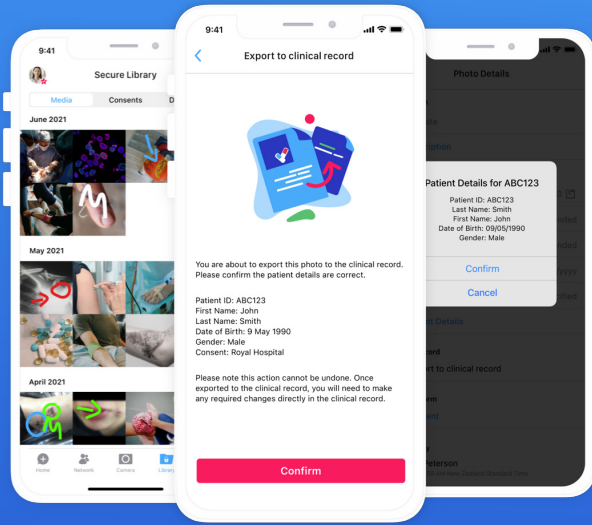 9:41
Secure Library
Media
Consents
D
June 2021
May 2021
April 2021
Home
Network
Camera
Library
9:41
Export to clinical record
You are about to export this photo to the clinical record.
Please confirm the patient details are correct.
Patient ID: ABC123
First Name: John
Last Name: Smith
Date of Birth: 9 May 1990
Gender: Male
Consent: Royal Hospital
Please note this action cannot be undone. Once
exported to the clinical record, you will need to make
any required changes directly in the clinical record.
Confirm
Photo Details
Patient Details for ABC123
Patient ID: ABC123
Last Name: Smith
First Name: John
Date of Birth: 09/05/1990
Gender: Male
Confirm
Cancel
Details
ort to clinical record
Peterson